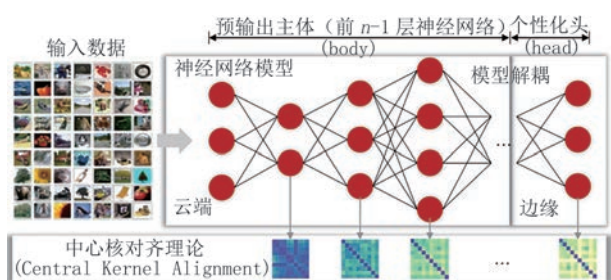 预输出主体（前 n-1 层神经网络）
(body)
个性化头
(head)
输入数据
神经网络模型
模型解耦
...
云端
边缘
中心核对齐理论
(Central Kernel Alignment)
...